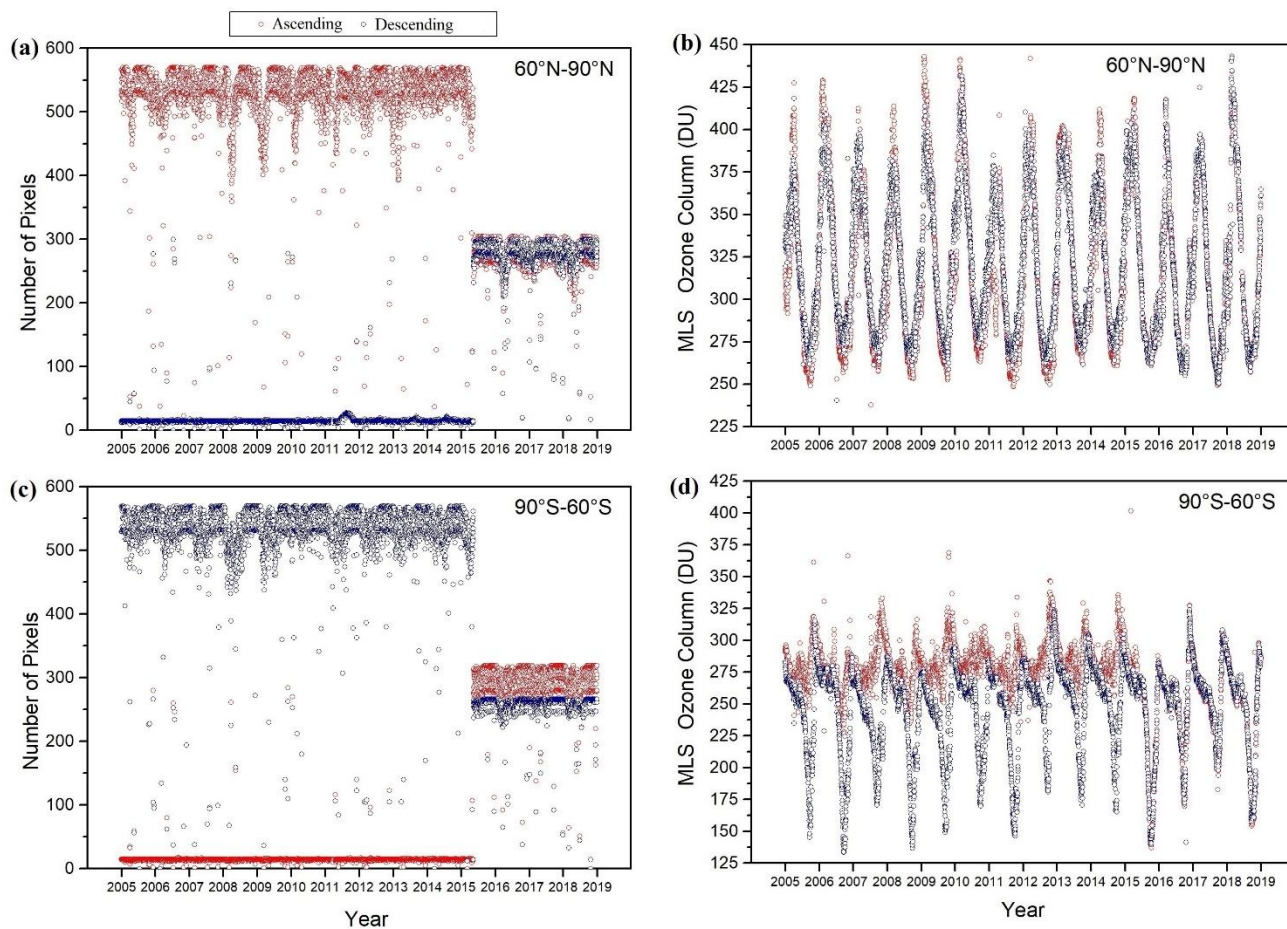 Ascending Descending
(a)
60°N-90°N
600
500
400
300
200
100
0
Number of Pixels
2005 2006 2007 2008 2009 2010 2011 2012 2013 2014 2015 2016 2017 2018 2019
(b)
60°N-90°N
450
425
400
375
350
325
300
275
250
225
MLS Ozone Column (DU)
2005 2006 2007 2008 2009 2010 2011 2012 2013 2014 2015 2016 2017 2018 2019
(c)
90°S-60°S
600
500
400
300
200
100
0
Number of Pixels
2005 2006 2007 2008 2009 2010 2011 2012 2013 2014 2015 2016 2017 2018 2019
Year
(d)
90°S-60°S
425
400
375
350
325
300
275
250
225
200
175
150
125
MLS Ozone Column (DU)
2005 2006 2007 2008 2009 2010 2011 2012 2013 2014 2015 2016 2017 2018 2019
Year